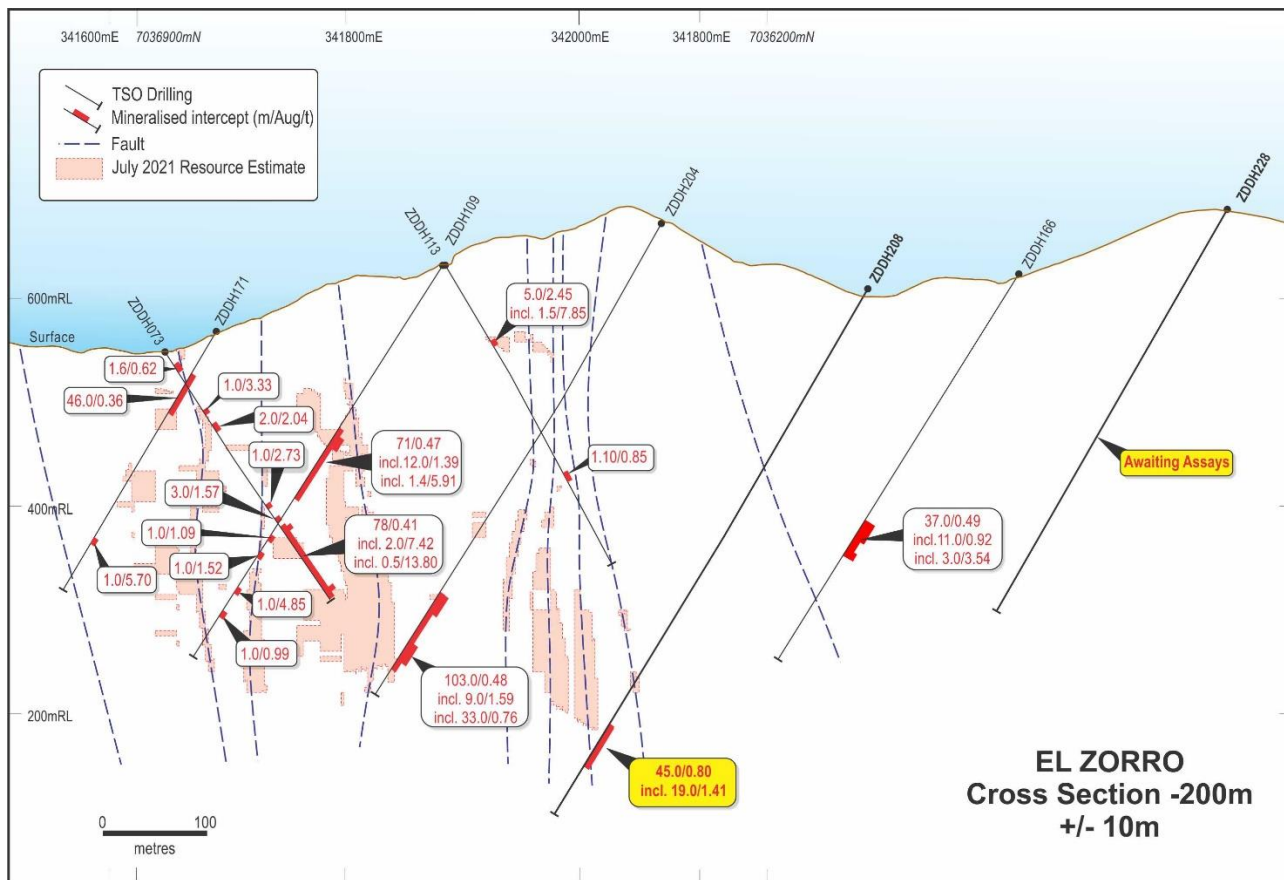 341600mE 7036900mN 341800mE 342000mE 341800mE 7036200mN
TSO Drilling
Mineralised intercept (m/Aug/t)
Fault
July 2021 Resource Estimate
ZDDH073
ZDDH171
ZDDH113
ZDDH109
ZDDH204
ZDDH208
ZDDH166
ZDDH228
600mRL
Surface
400mRL
200mRL
1.6/0.62
46.0/0.36
1.0/3.33
2.0/2.04
1.0/2.73
3.0/1.57
1.0/1.09
1.0/1.52
1.0/5.70
1.0/4.85
1.0/0.99
71/0.47
incl.12.0/1.39
incl. 1.4/5.91
78/0.41
incl. 2.0/7.42
incl. 0.5/13.80
103.0/0.48
incl. 9.0/1.59
incl. 33.0/0.76
5.0/2.45
incl. 1.5/7.85
1.10/0.85
45.0/0.80
incl. 19.0/1.41
37.0/0.49
incl.11.0/0.92
incl. 3.0/3.54
Awaiting Assays
0 100
metres
EL ZORRO
Cross Section -200m
+/- 10m